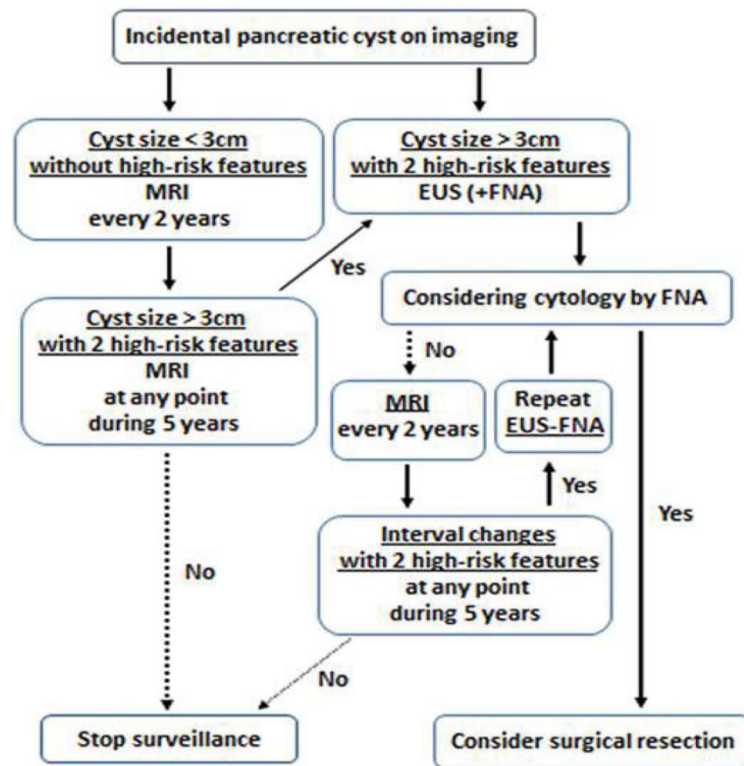 Incidental pancreatic cyst on imaging
Cyst size < 3cm
without high-risk features
MRI
every 2 years
Cyst size > 3cm
with 2 high-risk features
EUS (+FNA)
Yes
Cyst size > 3cm
with 2 high-risk features
MRI
at any point
during 5 years
Considering cytology by FNA
No
MRI
every 2 years
Repeat
EUS-FNA
Yes
Yes
Interval changes
with 2 high-risk features
at any point
during 5 years
No
No
Stop surveillance
Consider surgical resection